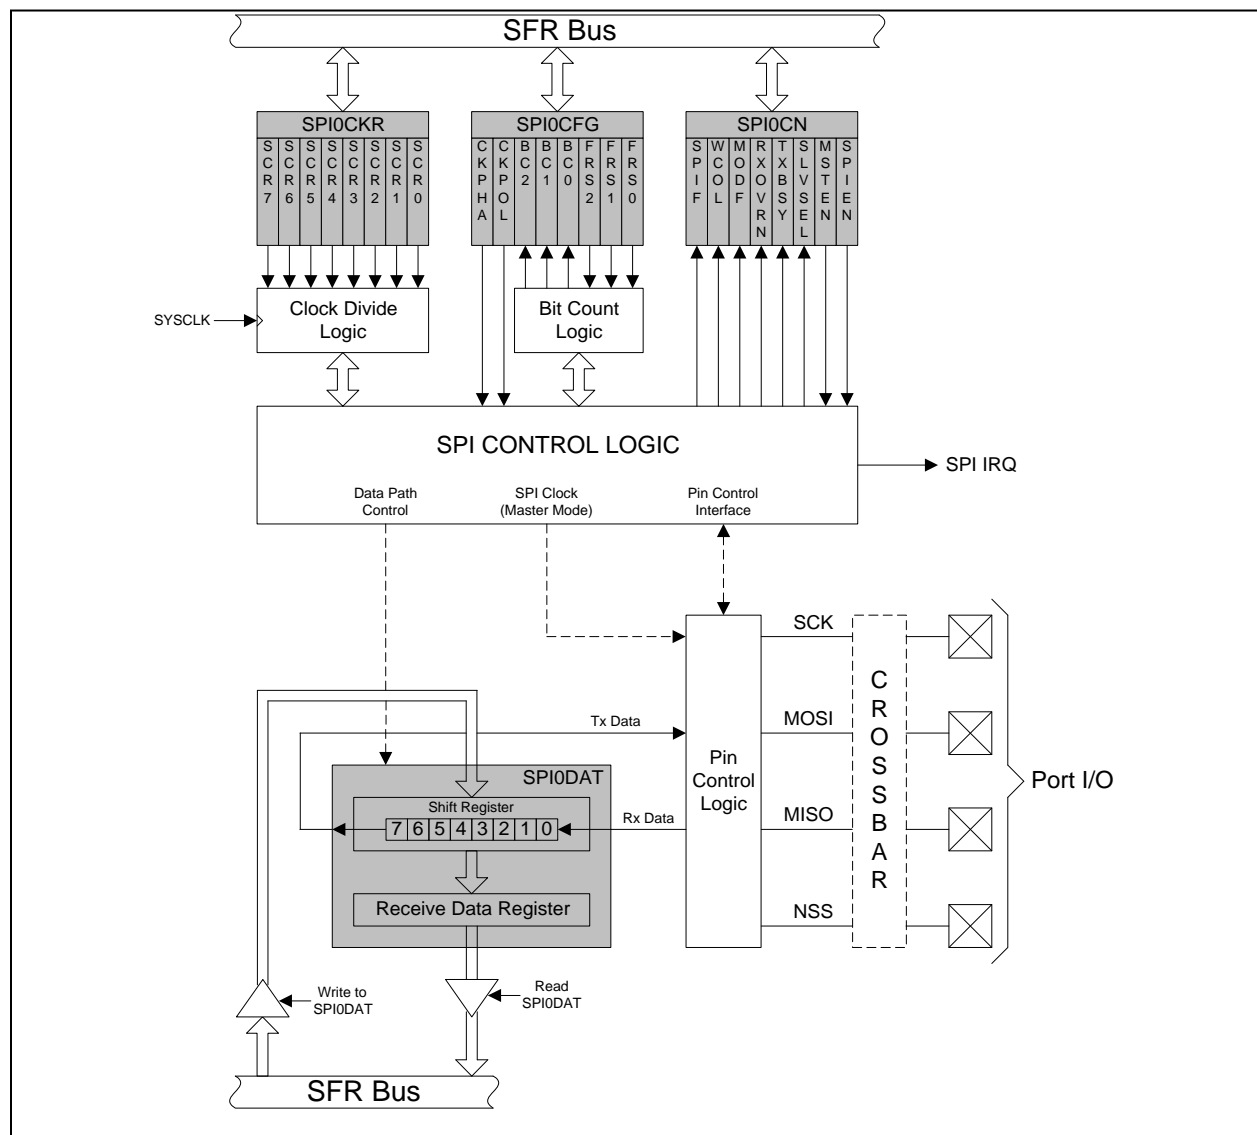 SFR Bus
SPI0CKR
SCR7 SCR6 SCR5 SCR4 SCR3 SCR2 SCR1 SCR0
SPI0CFG
CKPHA CKPOL BC2 BC1 BC0 FRS2 FRS1 FRS0
SPI0CN
SPIF WCOL MODF RXOVRN TXBSY SLVSEL MSTEN SPIEN
SYSCLK
Clock Divide
Logic
Bit Count
Logic
SPI CONTROL LOGIC
SPI IRQ
Data Path
Control
SPI Clock
(Master Mode)
Pin Control
Interface
SCK
MOSI
MISO
NSS
CROSSBAR
Port I/O
Tx Data
Pin
Control
Logic
SPI0DAT
Shift Register
7 6 5 4 3 2 1 0
Rx Data
Receive Data Register
Write to
SPI0DAT
Read
SPI0DAT
SFR Bus